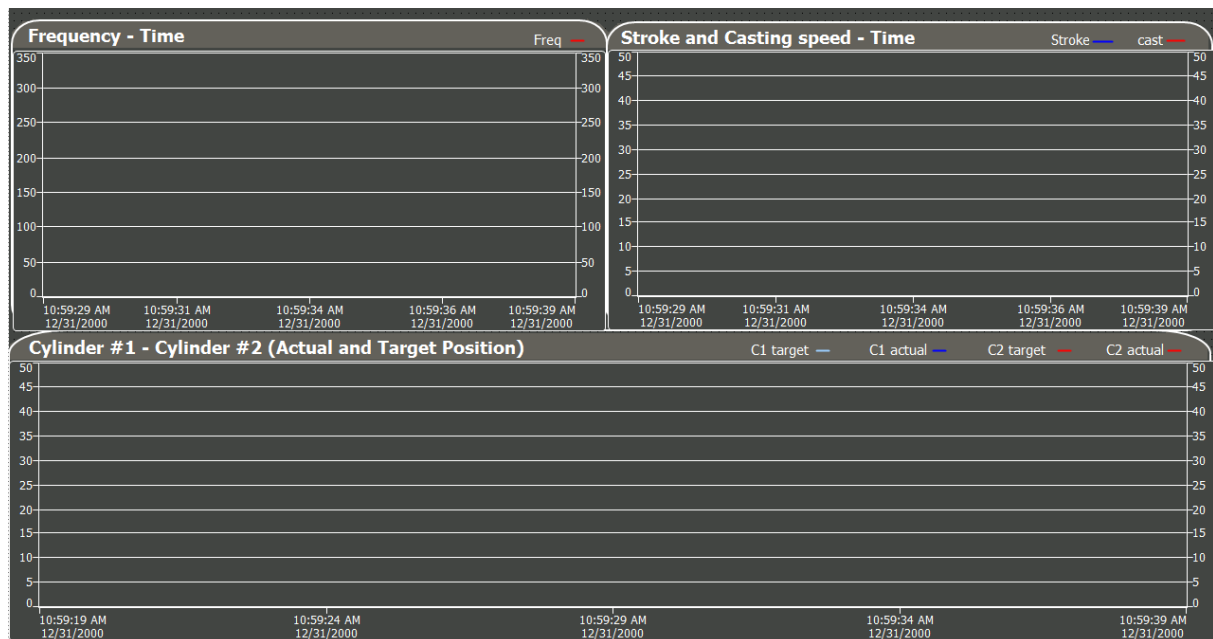 Frequency - Time
Freq
350 350
300 300
250 250
200 200
150 150
100 100
50 50
0 0
10:59:29 AM 10:59:31 AM 10:59:34 AM 10:59:36 AM 10:59:39 AM
12/31/2000 12/31/2000 12/31/2000 12/31/2000 12/31/2000
Stroke and Casting speed - Time
Stroke cast
50 50
45 45
40 40
35 35
30 30
25 25
20 20
15 15
10 10
5 5
0 0
10:59:29 AM 10:59:31 AM 10:59:34 AM 10:59:36 AM 10:59:39 AM
12/31/2000 12/31/2000 12/31/2000 12/31/2000 12/31/2000
Cylinder #1 - Cylinder #2 (Actual and Target Position)
C1 target C1 actual C2 target C2 actual
50 50
45 45
40 40
35 35
30 30
25 25
20 20
15 15
10 10
5 5
0 0
10:59:19 AM 10:59:24 AM 10:59:29 AM 10:59:34 AM 10:59:39 AM
12/31/2000 12/31/2000 12/31/2000 12/31/2000 12/31/2000